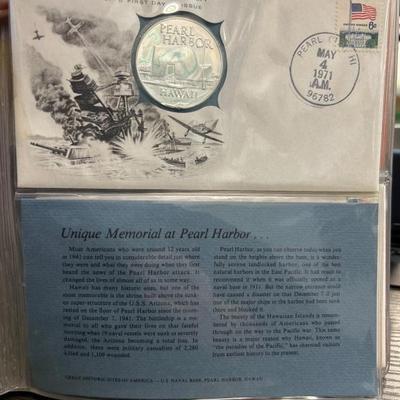 FIRST DAY OF ISSUE
PEARL
HARBOR
HAWAII
PEARL CITY, HI
MAY
4
1971
A.M.
96782
6c
Unique Memorial at Pearl Harbor . . .
Most Americans who were around 12 years old
in 1941 can tell you in considerable detail just where
they were and what they were doing when they first
heard the news of the Pearl Harbor attack. It
changed the lives of almost all of us in some way.
Hawaii has many historic sites, but one of the
most memorable is the shrine built above the sunk-
en super-structure of the U.S.S. Arizona, which has
rested on the floor of Pearl Harbor since the morn-
ing of December 7, 1941. The battleship is a me-
morial to all who gave their lives on that fateful
morning when 19 naval vessels were sunk or severely
damaged, the Arizona becoming a total loss. In
addition, there were military casualties of 2,280
killed and 1,109 wounded.
Pearl Harbor, as you can observe today when you
stand on the heights above the base, is a wonder-
fully serene landlocked harbor, one of the two
natural harbors in the East Pacific. It had reason to
recommend it when it was officially opened as a
naval base in 1911. But the narrow entrance could
have caused a disaster on that December 7 if just
one of the major ships in the harbor had been sunk
there and blocked it.
The beauty of the Hawaiian Islands is remem-
bered by thousands of Americans who passed
through on the way to the Pacific war. This same
beauty is a major reason why Hawaii, known as
"the paradise of the Pacific", has charmed visitors
from earliest history to the present.
GREAT HISTORIC SITES OF AMERICA — U.S. NAVAL BASE, PEARL HARBOR, HAWAII